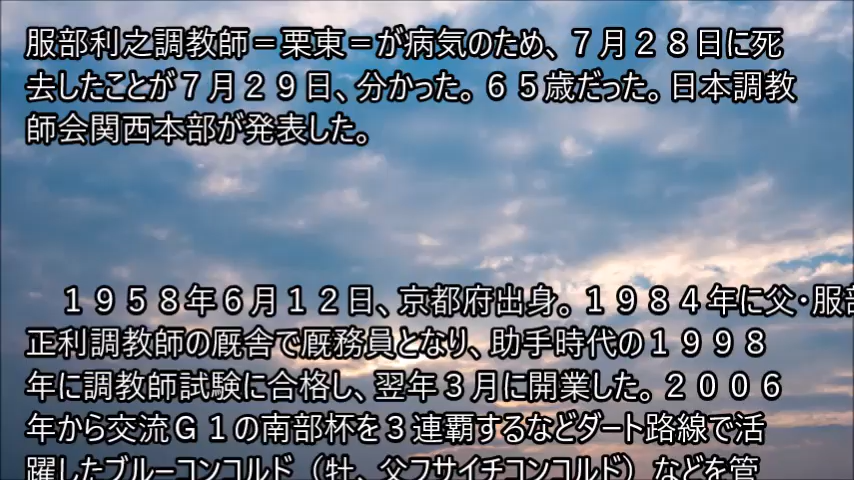 服部利之調教師＝栗東＝が病気のため、７月２８日に死
去したことが７月２９日、分かった。６５歳だった。日本調教
師会関西本部が発表した。
１９５８年６月１２日、京都府出身。１９８４年に父・服部
正利調教師の厩舎で厩務員となり、助手時代の１９９８
年に調教師試験に合格し、翌年３月に開業した。２００６
年から交流Ｇ１の南部杯を３連覇するなどダート路線で活
躍したブルーコンコルド（牡、父フサイチコンコルド）などを管